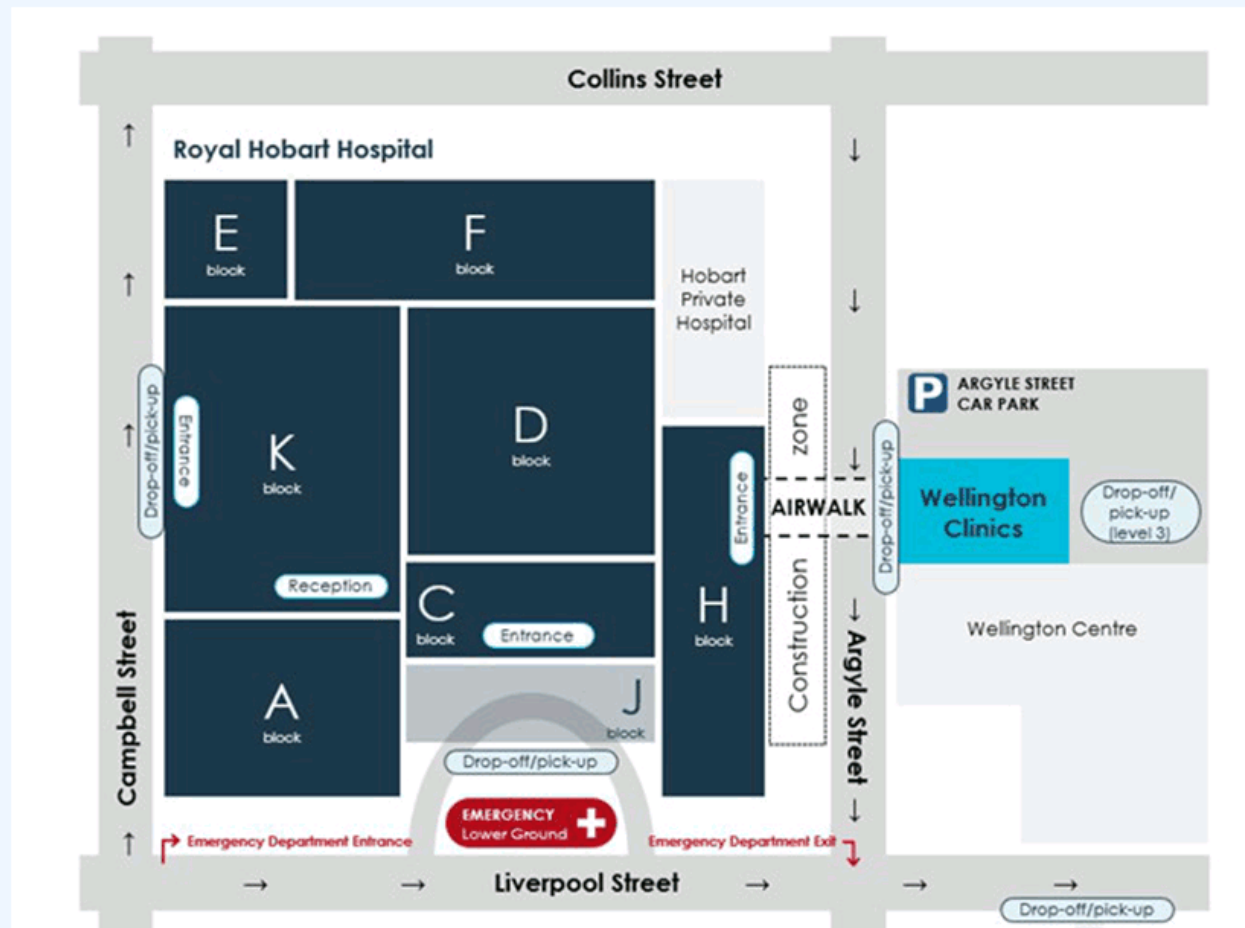 Collins Street
Royal Hobart Hospital
E
block
F
block
Hobart
Private
Hospital
Drop-off/pick-up
Entrance
K
block
Reception
D
block
C
block
Entrance
A
block
J
block
Drop-off/pick-up
EMERGENCY
Lower Ground
H
block
Entrance
zone
AIRWALK
Construction
Drop-off/pick-up
P
ARGYLE STREET
CAR PARK
Wellington
Clinics
Drop-off/
pick-up
(level 3)
Wellington Centre
Campbell Street
Argyle Street
Emergency Department Entrance
Emergency Department Exit
Liverpool Street
Drop-off/pick-up